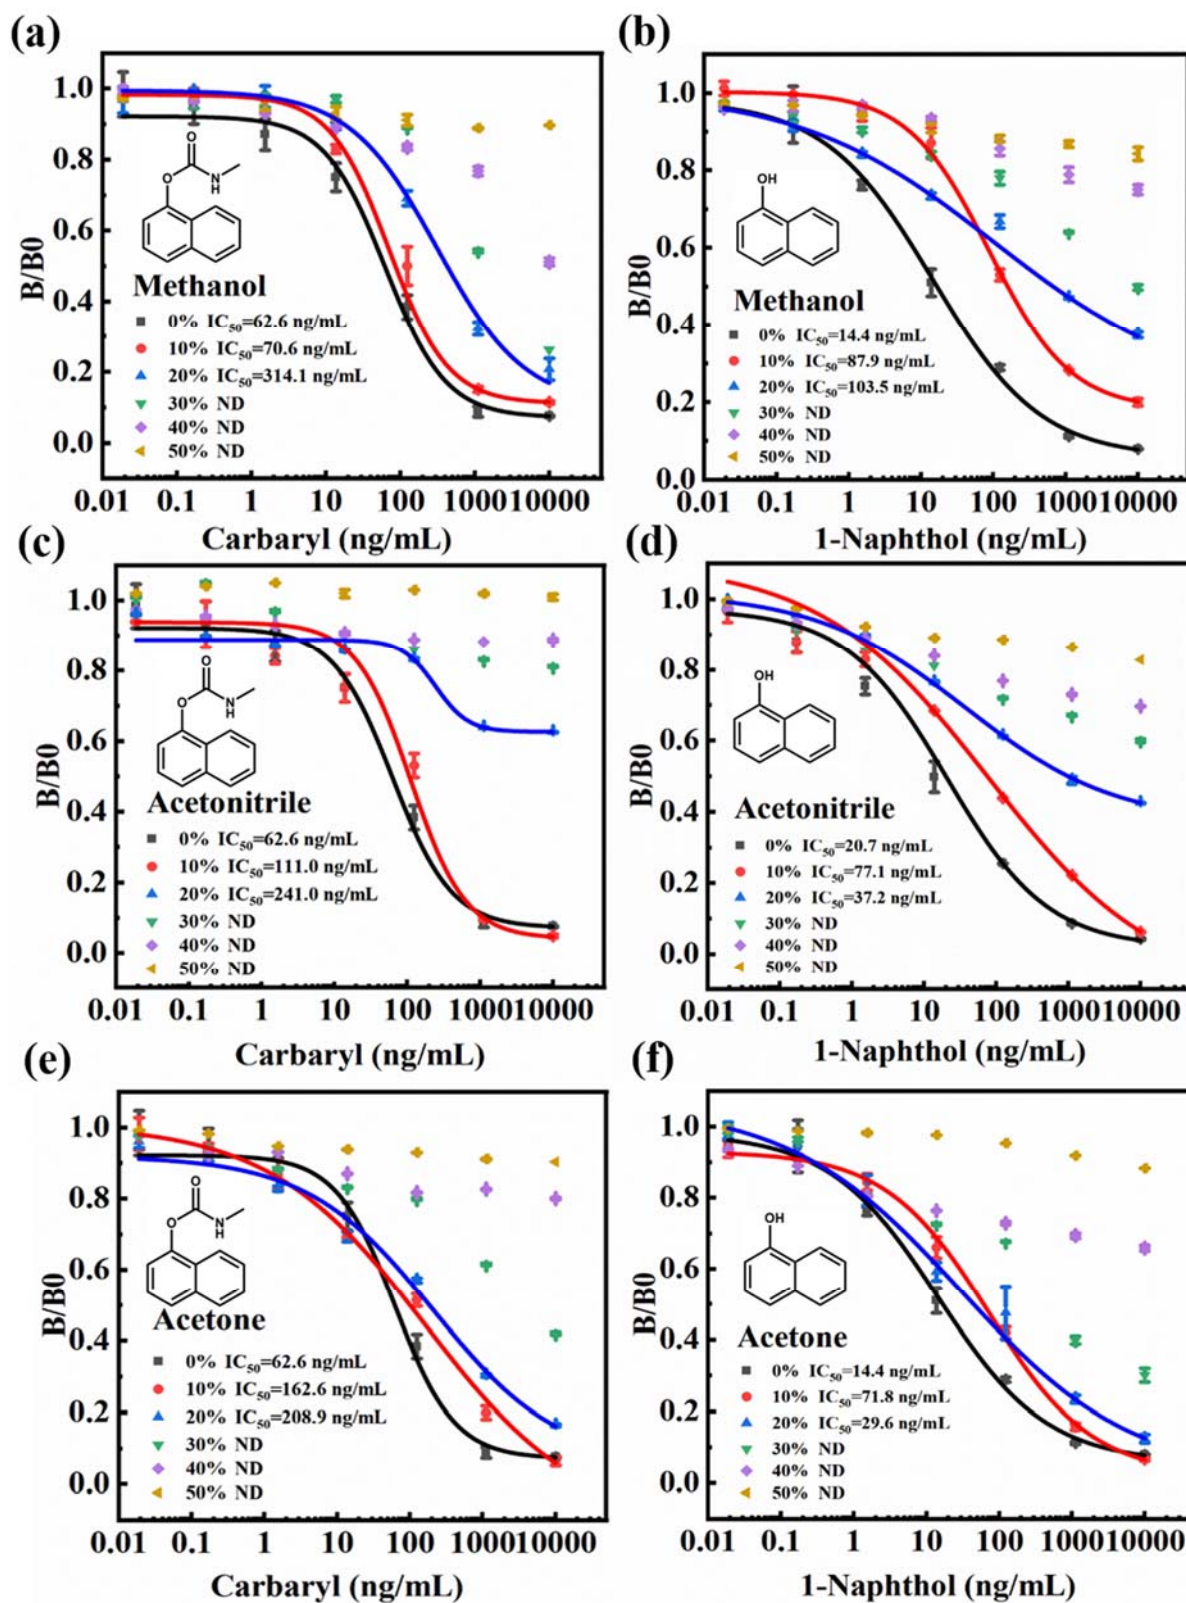 (a)
B/B0
1.0
0.8
0.6
0.4
0.2
0.0
O
O
N
H
Methanol
0% IC50=62.6 ng/mL
10% IC50=70.6 ng/mL
20% IC50=314.1 ng/mL
30% ND
40% ND
50% ND
0.01 0.1 1 10 100 1000 10000
Carbaryl (ng/mL)
(b)
B/B0
1.0
0.8
0.6
0.4
0.2
0.0
OH
Methanol
0% IC50=14.4 ng/mL
10% IC50=87.9 ng/mL
20% IC50=103.5 ng/mL
30% ND
40% ND
50% ND
0.01 0.1 1 10 100 1000 10000
1-Naphthol (ng/mL)
(c)
B/B0
1.0
0.8
0.6
0.4
0.2
0.0
O
O
N
H
Acetonitrile
0% IC50=62.6 ng/mL
10% IC50=111.0 ng/mL
20% IC50=241.0 ng/mL
30% ND
40% ND
50% ND
0.01 0.1 1 10 100 1000 10000
Carbaryl (ng/mL)
(d)
B/B0
1.0
0.8
0.6
0.4
0.2
0.0
OH
Acetonitrile
0% IC50=20.7 ng/mL
10% IC50=77.1 ng/mL
20% IC50=37.2 ng/mL
30% ND
40% ND
50% ND
0.01 0.1 1 10 100 1000 10000
1-Naphthol (ng/mL)
(e)
B/B0
1.0
0.8
0.6
0.4
0.2
0.0
O
O
N
H
Acetone
0% IC50=62.6 ng/mL
10% IC50=162.6 ng/mL
20% IC50=208.9 ng/mL
30% ND
40% ND
50% ND
0.01 0.1 1 10 100 1000 10000
Carbaryl (ng/mL)
(f)
B/B0
1.0
0.8
0.6
0.4
0.2
0.0
OH
Acetone
0% IC50=14.4 ng/mL
10% IC50=71.8 ng/mL
20% IC50=29.6 ng/mL
30% ND
40% ND
50% ND
0.01 0.1 1 10 100 1000 10000
1-Naphthol (ng/mL)